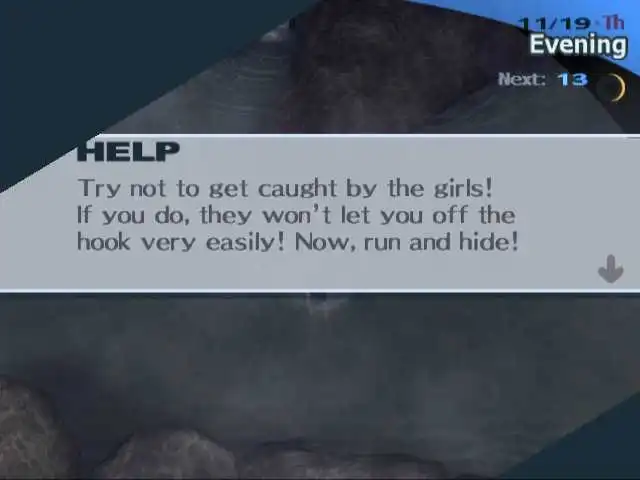 11/19 Th
Evening
Next: 13
HELP
Try not to get caught by the girls!
If you do, they won't let you off the
hook very easily! Now, run and hide!